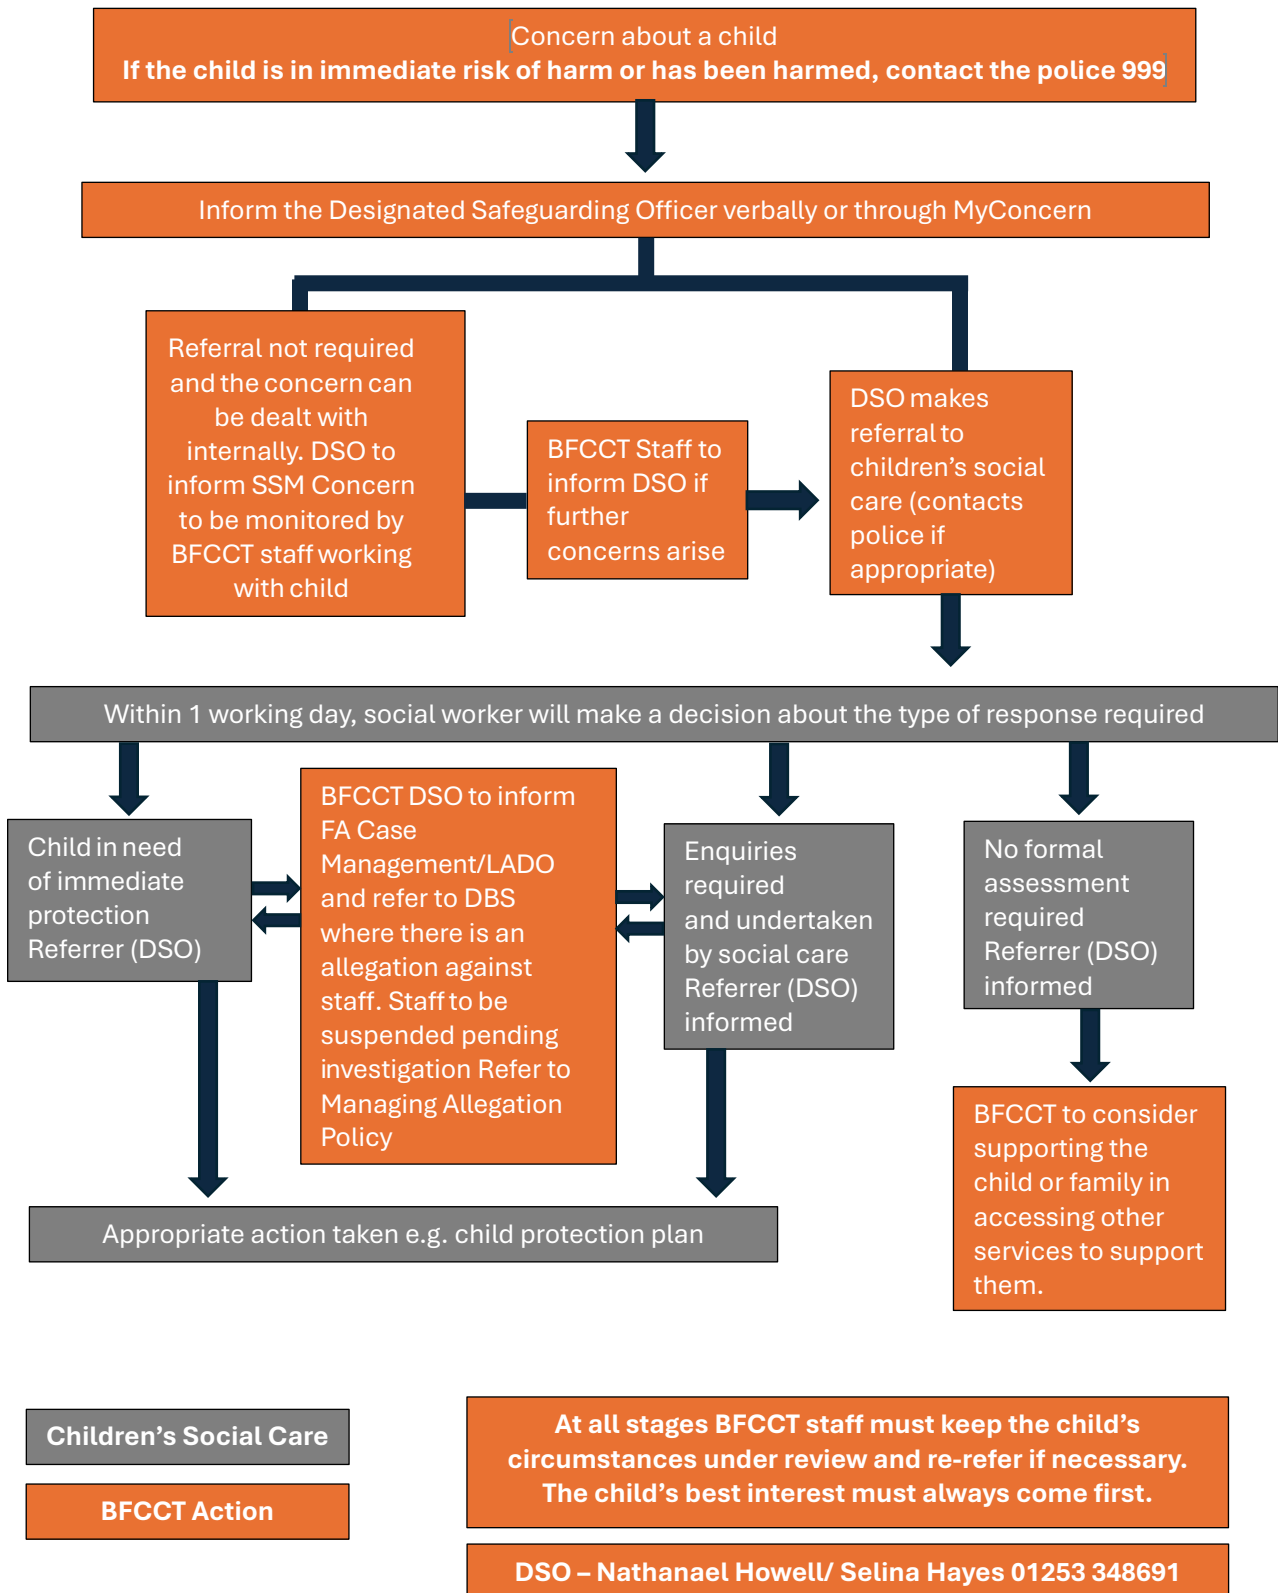 Concern about a child
If the child is in immediate risk of harm or has been harmed, contact the police 999
Inform the Designated Safeguarding Officer verbally or through MyConcern
Referral not required
and the concern can
be dealt with
internally. DSO to
inform SSM Concern
to be monitored by
BFCCT staff working
with child
BFCCT Staff to
inform DSO if
further
concerns arise
DSO makes
referral to
children’s social
care (contacts
police if
appropriate)
Within 1 working day, social worker will make a decision about the type of response required
Child in need
of immediate
protection
Referrer (DSO)
BFCCT DSO to inform
FA Case
Management/LADO
and refer to DBS
where there is an
allegation against
staff. Staff to be
suspended pending
investigation Refer to
Managing Allegation
Policy
Enquiries
required
and undertaken
by social care
Referrer (DSO)
informed
No formal
assessment
required
Referrer (DSO)
informed
BFCCT to consider
supporting the
child or family in
accessing other
services to support
them.
Appropriate action taken e.g. child protection plan
Children’s Social Care
BFCCT Action
At all stages BFCCT staff must keep the child’s
circumstances under review and re-refer if necessary.
The child’s best interest must always come first.
DSO – Nathanael Howell/ Selina Hayes 01253 348691